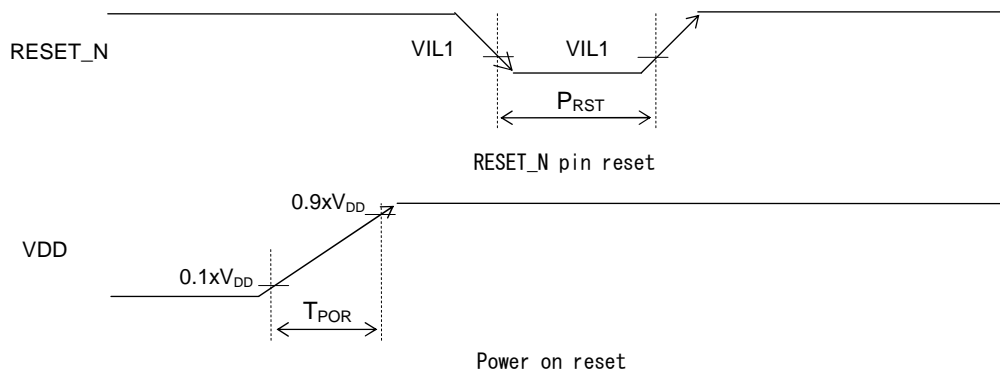 RESET_N
VIL1
VIL1
PRST
RESET_N pin reset
0.9xVDD
VDD
0.1xVDD
TPOR
Power on reset